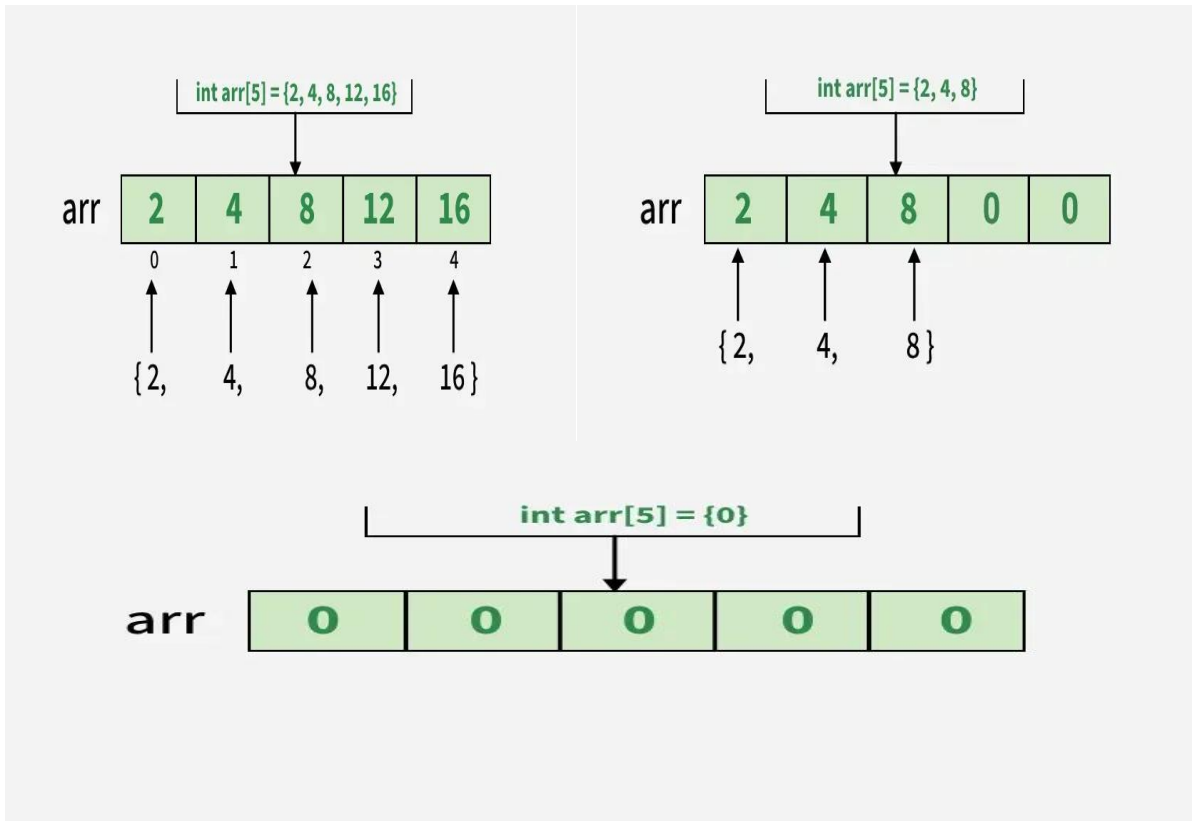 int arr[5] = {2, 4, 8, 12, 16}
arr 2 4 8 12 16
0 1 2 3 4
{ 2, 4, 8, 12, 16 }
int arr[5] = {2, 4, 8}
arr 2 4 8 0 0
{ 2, 4, 8 }
int arr[5] = {0}
arr 0 0 0 0 0